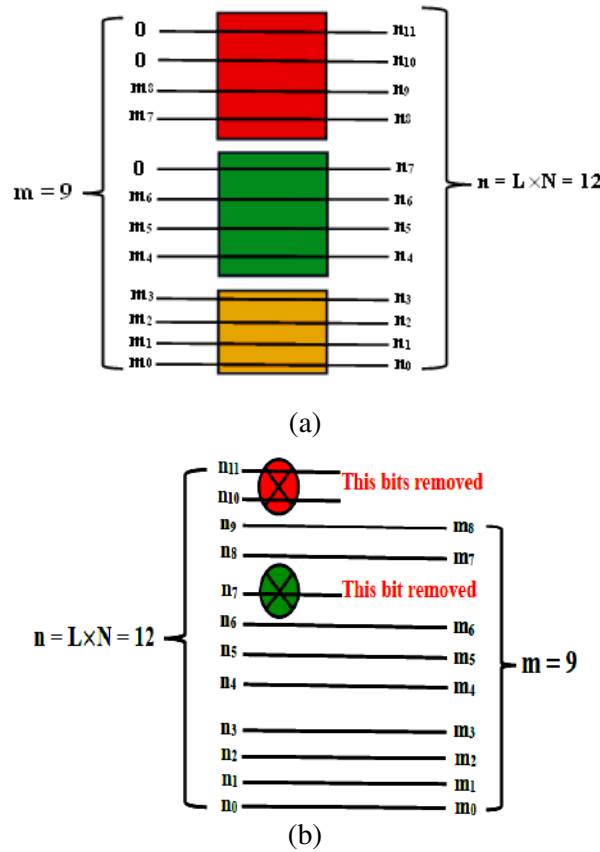 0 n₁₁
0 n₁₀
m₈ n₉
m₇ n₈
0 n₇
m = 9 m₆ n₆ n = L×N = 12
m₅ n₅
m₄ n₄
m₃ n₃
m₂ n₂
m₁ n₁
m₀ n₀
(a)
n₁₁ This bits removed
n₁₀
n₉ m₈
n₈ m₇
n₇ This bit removed
n₆ m₆
n = L×N = 12 n₅ m₅ m = 9
n₄ m₄
n₃ m₃
n₂ m₂
n₁ m₁
n₀ m₀
(b)